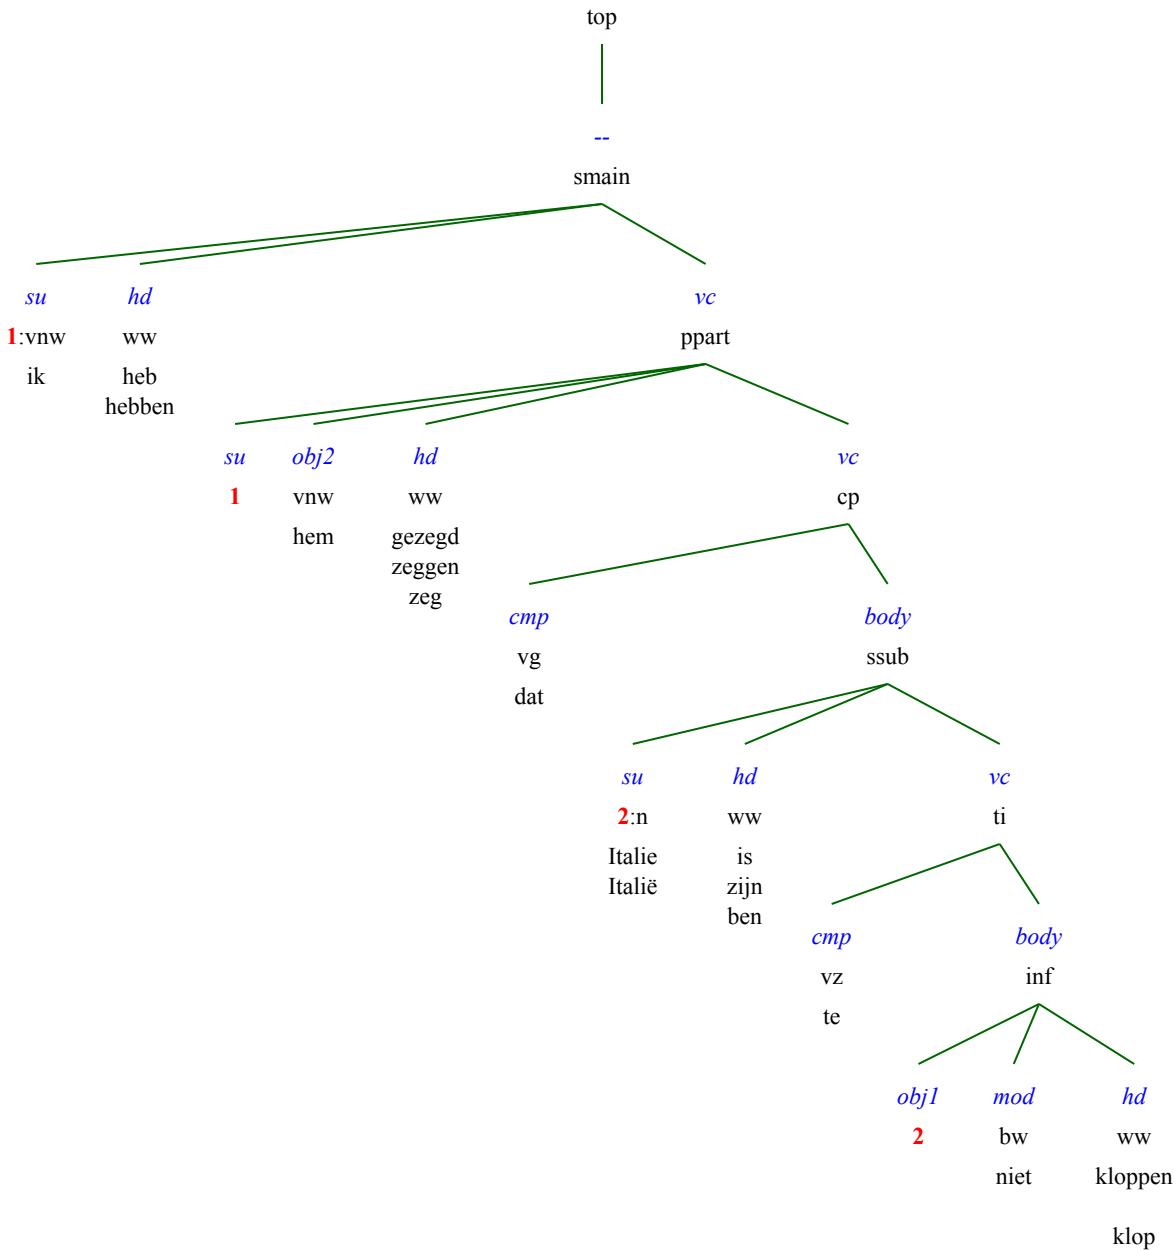 top
--
smain
su hd vc
1:vnw ww ppart
ik heb
hebben
su obj2 hd vc
1 vnw ww cp
hem gezegd
zeggen
zeg
cmp body
vg ssub
dat
su hd vc
2:n ww ti
Italie is
Italië zijn
ben
cmp body
vz inf
te
obj1 mod hd
2 bw ww
niet kloppen
klop